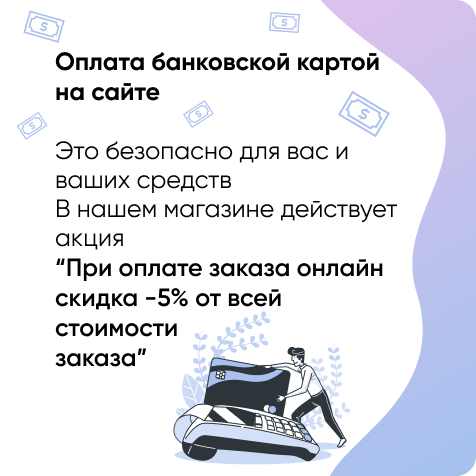 Оплата банковской картой
на сайте
Это безопасно для вас и
ваших средств
В нашем магазине действует
акция
“При оплате заказа онлайн
скидка -5% от всей
стоимости
заказа”